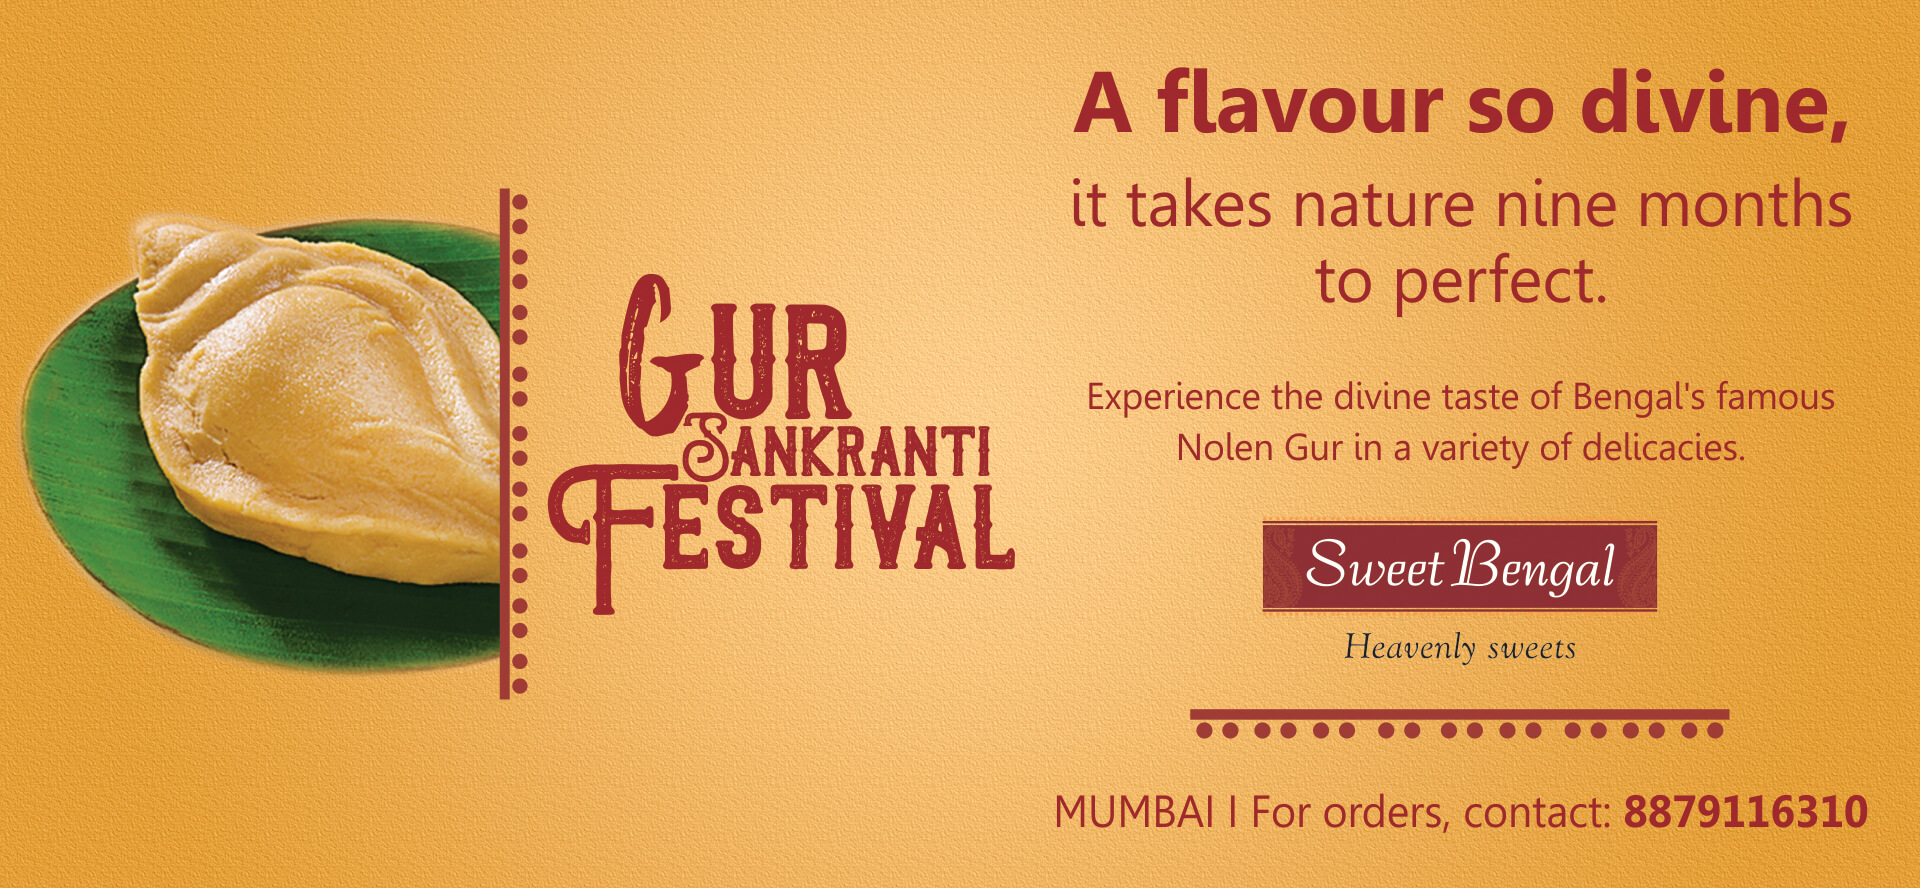 GUR
SANKRANTI
FESTIVAL
A flavour so divine,
it takes nature nine months
to perfect.
Experience the divine taste of Bengal's famous
Nolen Gur in a variety of delicacies.
Sweet Bengal
Heavenly sweets
MUMBAI I For orders, contact: 8879116310